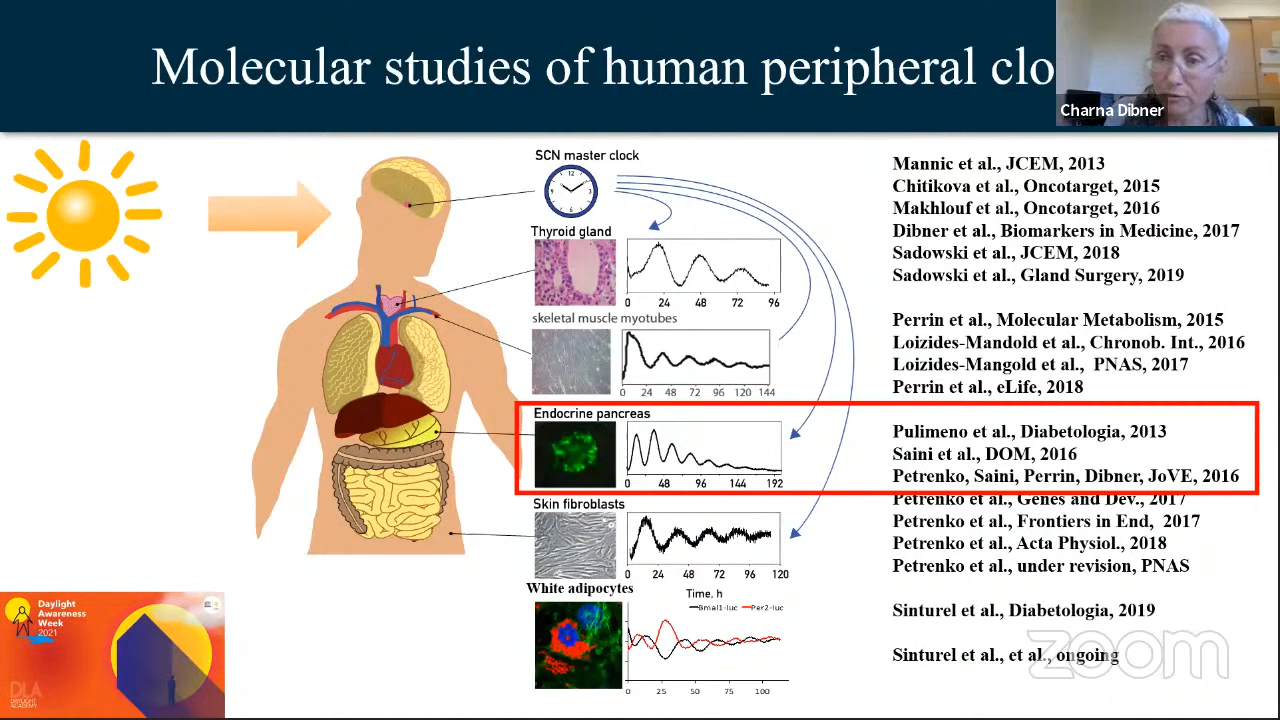 Molecular studies of human peripheral clo
Charna Dibner
SCN master clock
12
3
6
9
Thyroid gland
0 24 48 72 96
skeletal muscle myotubes
0 24 48 72 96 120 144
Endocrine pancreas
0 48 96 144 192
Skin fibroblasts
0 24 48 72 96 120
White adipocytes
Time, h
Bmal1-luc Per2-luc
0 25 50 75 100
Mannic et al., JCEM, 2013
Chitikova et al., Oncotarget, 2015
Makhlouf et al., Oncotarget, 2016
Dibner et al., Biomarkers in Medicine, 2017
Sadowski et al., JCEM, 2018
Sadowski et al., Gland Surgery, 2019
Perrin et al., Molecular Metabolism, 2015
Loizides-Mandold et al., Chronob. Int., 2016
Loizides-Mangold et al., PNAS, 2017
Perrin et al., eLife, 2018
Pulimeno et al., Diabetologia, 2013
Saini et al., DOM, 2016
Petrenko, Saini, Perrin, Dibner, JoVE, 2016
Petrenko et al., Genes and Dev., 2017
Petrenko et al., Frontiers in End, 2017
Petrenko et al., Acta Physiol., 2018
Petrenko et al., under revision, PNAS
Sinturel et al., Diabetologia, 2019
Sinturel et al., et al., ongoing
zoom
Daylight
Awareness
Week
2021
DLA
DAYLIGHT
ACADEMY